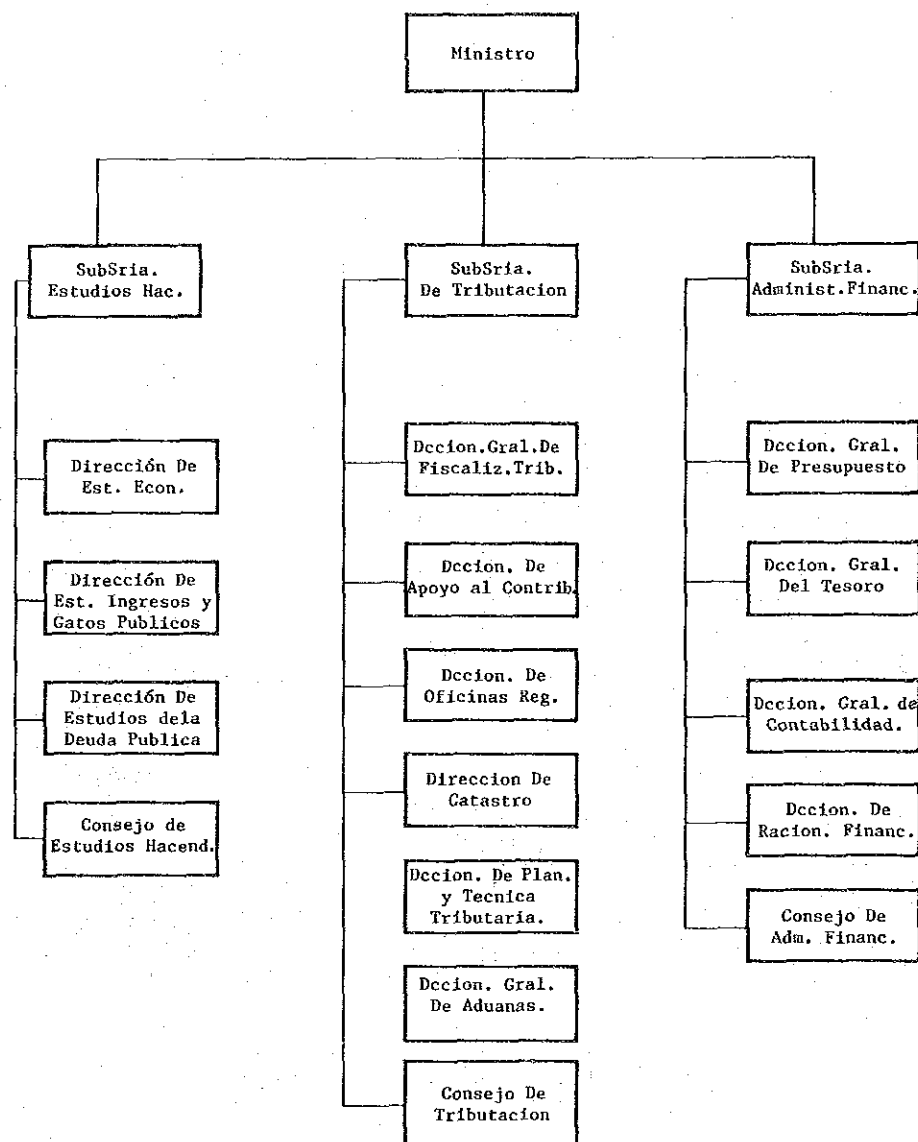 Ministro
SubSria.
Estudios Hac.
Dirección De
Est. Econ.
Dirección De
Est. Ingresos y
Gatos Publicos
Dirección De
Estudios dela
Deuda Publica
Consejo de
Estudios Hacend.
SubSria.
De Tributacion
Dccion.Gral.De
Fiscaliz.Trib.
Dccion. De
Apoyo al Contrib.
Dccion. De
Oficinas Reg.
Direccion De
Catastro
Dccion. De Plan.
y Tecnica
Tributaria.
Dccion. Gral.
De Aduanas.
Consejo De
Tributacion
SubSria.
Administ.Financ.
Dccion. Gral.
De Presupuesto
Dccion. Gral.
Del Tesoro
Dccion. Gral. de
Contabilidad.
Dccion. De
Racion. Financ.
Consejo De
Adm. Financ.